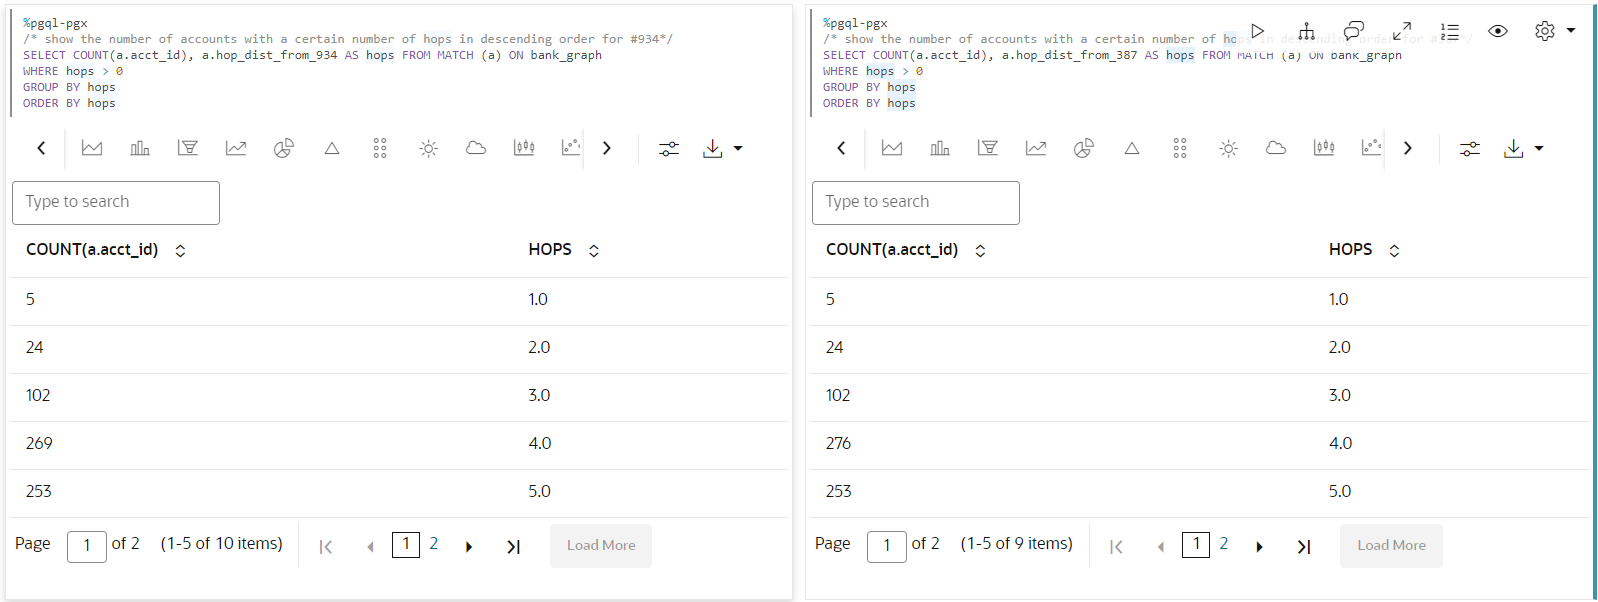 %pgql-pgx
/* show the number of accounts with a certain number of hops in descending order for #934*/
SELECT COUNT(a.acct_id), a.hop_dist_from_934 AS hops FROM MATCH (a) ON bank_graph
WHERE hops > 0
GROUP BY hops
ORDER BY hops
Type to search
COUNT(a.acct_id) HOPS
5 1.0
24 2.0
102 3.0
269 4.0
253 5.0
Page 1 of 2 (1-5 of 10 items) 1 2 Load More
%pgql-pgx
/* show the number of accounts with a certain number of hops in descending order for */
SELECT COUNT(a.acct_id), a.hop_dist_from_387 AS hops FROM MATCH (a) ON bank_graph
WHERE hops > 0
GROUP BY hops
ORDER BY hops
Type to search
COUNT(a.acct_id) HOPS
5 1.0
24 2.0
102 3.0
276 4.0
253 5.0
Page 1 of 2 (1-5 of 9 items) 1 2 Load More